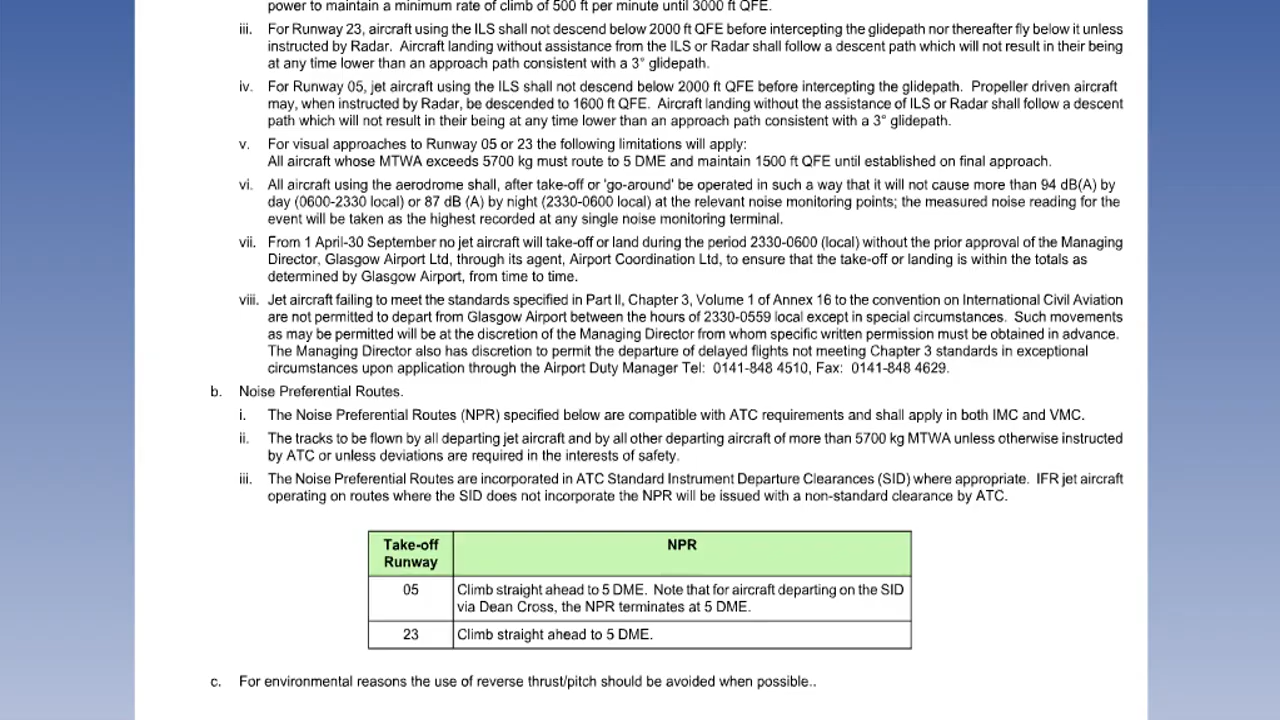 power to maintain a minimum rate of climb of 500 ft per minute until 3000 ft QFE.
iii. For Runway 23, aircraft using the ILS shall not descend below 2000 ft QFE before intercepting the glidepath nor thereafter fly below it unless
instructed by Radar. Aircraft landing without assistance from the ILS or Radar shall follow a descent path which will not result in their being
at any time lower than an approach path consistent with a 3° glidepath.
iv. For Runway 05, jet aircraft using the ILS shall not descend below 2000 ft QFE before intercepting the glidepath. Propeller driven aircraft
may, when instructed by Radar, be descended to 1600 ft QFE. Aircraft landing without the assistance of ILS or Radar shall follow a descent
path which will not result in their being at any time lower than an approach path consistent with a 3° glidepath.
v. For visual approaches to Runway 05 or 23 the following limitations will apply:
All aircraft whose MTWA exceeds 5700 kg must route to 5 DME and maintain 1500 ft QFE until established on final approach.
vi. All aircraft using the aerodrome shall, after take-off or 'go-around' be operated in such a way that it will not cause more than 94 dB(A) by
day (0600-2330 local) or 87 dB (A) by night (2330-0600 local) at the relevant noise monitoring points; the measured noise reading for the
event will be taken as the highest recorded at any single noise monitoring terminal.
vii. From 1 April-30 September no jet aircraft will take-off or land during the period 2330-0600 (local) without the prior approval of the Managing
Director, Glasgow Airport Ltd, through its agent, Airport Coordination Ltd, to ensure that the take-off or landing is within the totals as
determined by Glasgow Airport, from time to time.
viii. Jet aircraft failing to meet the standards specified in Part II, Chapter 3, Volume 1 of Annex 16 to the convention on International Civil Aviation
are not permitted to depart from Glasgow Airport between the hours of 2330-0559 local except in special circumstances. Such movements
as may be permitted will be at the discretion of the Managing Director from whom specific written permission must be obtained in advance.
The Managing Director also has discretion to permit the departure of delayed flights not meeting Chapter 3 standards in exceptional
circumstances upon application through the Airport Duty Manager Tel: 0141-848 4510, Fax: 0141-848 4629.
b. Noise Preferential Routes.
i. The Noise Preferential Routes (NPR) specified below are compatible with ATC requirements and shall apply in both IMC and VMC.
ii. The tracks to be flown by all departing jet aircraft and by all other departing aircraft of more than 5700 kg MTWA unless otherwise instructed
by ATC or unless deviations are required in the interests of safety.
iii. The Noise Preferential Routes are incorporated in ATC Standard Instrument Departure Clearances (SID) where appropriate. IFR jet aircraft
operating on routes where the SID does not incorporate the NPR will be issued with a non-standard clearance by ATC.
Take-off
Runway
NPR
05
Climb straight ahead to 5 DME. Note that for aircraft departing on the SID
via Dean Cross, the NPR terminates at 5 DME.
23
Climb straight ahead to 5 DME.
c. For environmental reasons the use of reverse thrust/pitch should be avoided when possible..